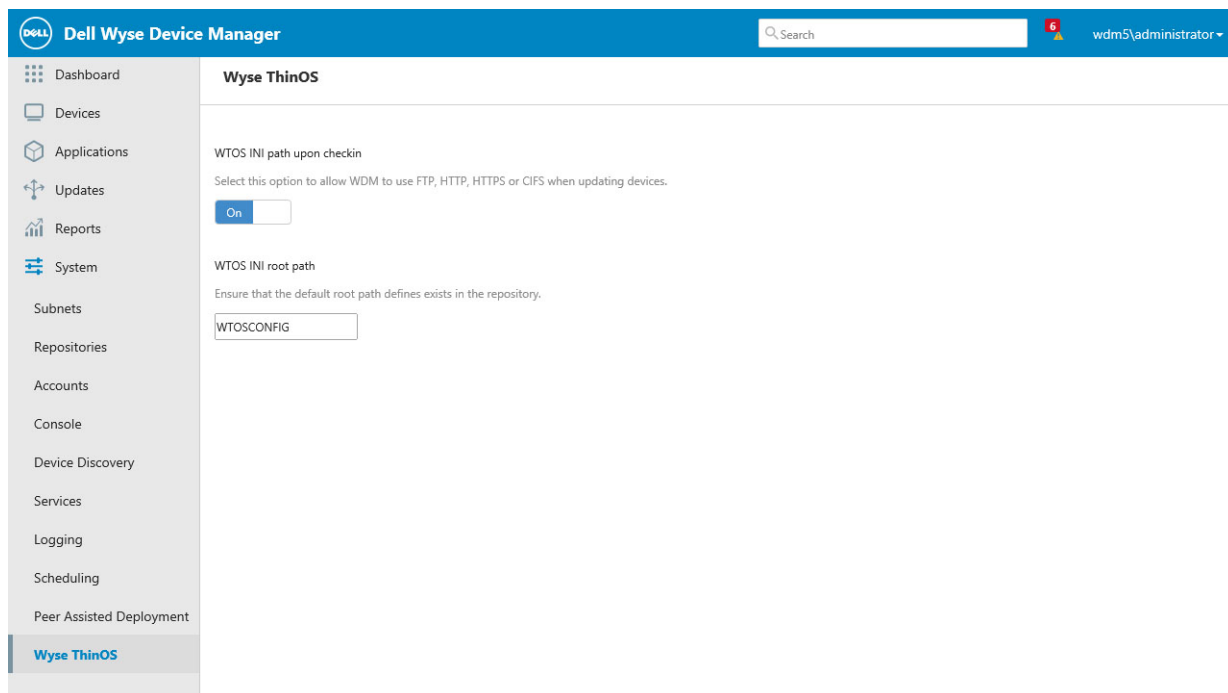 DELL
Dell Wyse Device Manager
Search
6
wdm5\administrator
Dashboard
Devices
Applications
Updates
Reports
System
Subnets
Repositories
Accounts
Console
Device Discovery
Services
Logging
Scheduling
Peer Assisted Deployment
Wyse ThinOS
Wyse ThinOS
WTOS INI path upon checkin
Select this option to allow WDM to use FTP, HTTP, HTTPS or CIFS when updating devices.
On
WTOS INI root path
Ensure that the default root path defines exists in the repository.
WTOSCONFIG